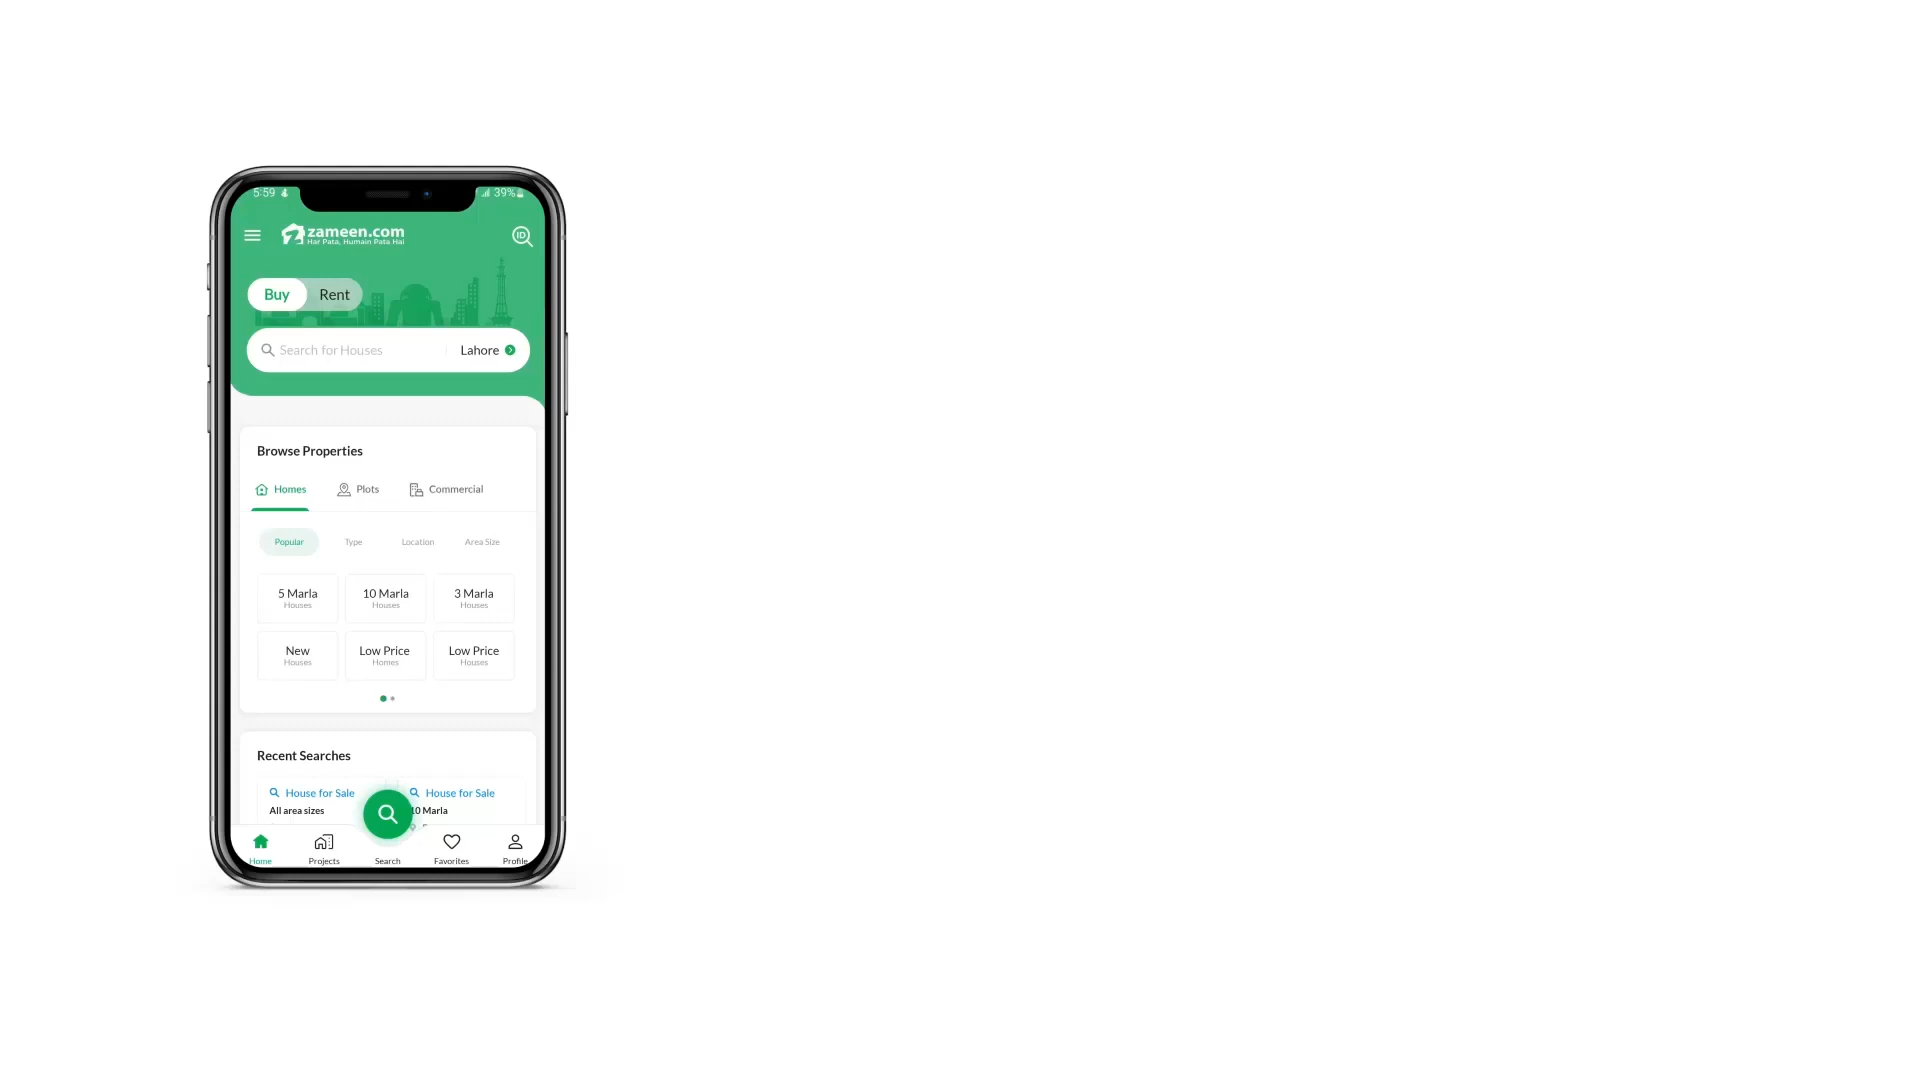 5:59
39%
zameen.com
Har Pata, Humain Pata Hai
ID
Buy
Rent
Search for Houses
Lahore
Browse Properties
Homes
Plots
Commercial
Popular
Type
Location
Area Size
5 Marla
Houses
10 Marla
Houses
3 Marla
Houses
New
Houses
Low Price
Homes
Low Price
Houses
Recent Searches
House for Sale
All area sizes
House for Sale
10 Marla
Home
Projects
Search
Favorites
Profile